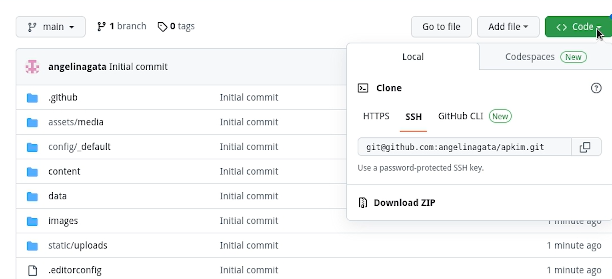 main 1 branch 0 tags Go to file Add file Code
angelinagata Initial commit
Local Codespaces New
Clone
HTTPS SSH GitHub CLI New
git@github.com:angelinagata/apkim.git
Use a password-protected SSH key.
Download ZIP
.github Initial commit
assets/media Initial commit
config/_default Initial commit
content Initial commit
data Initial commit
images Initial commit 1 minute ago
static/uploads Initial commit 1 minute ago
.editorconfig Initial commit 1 minute ago